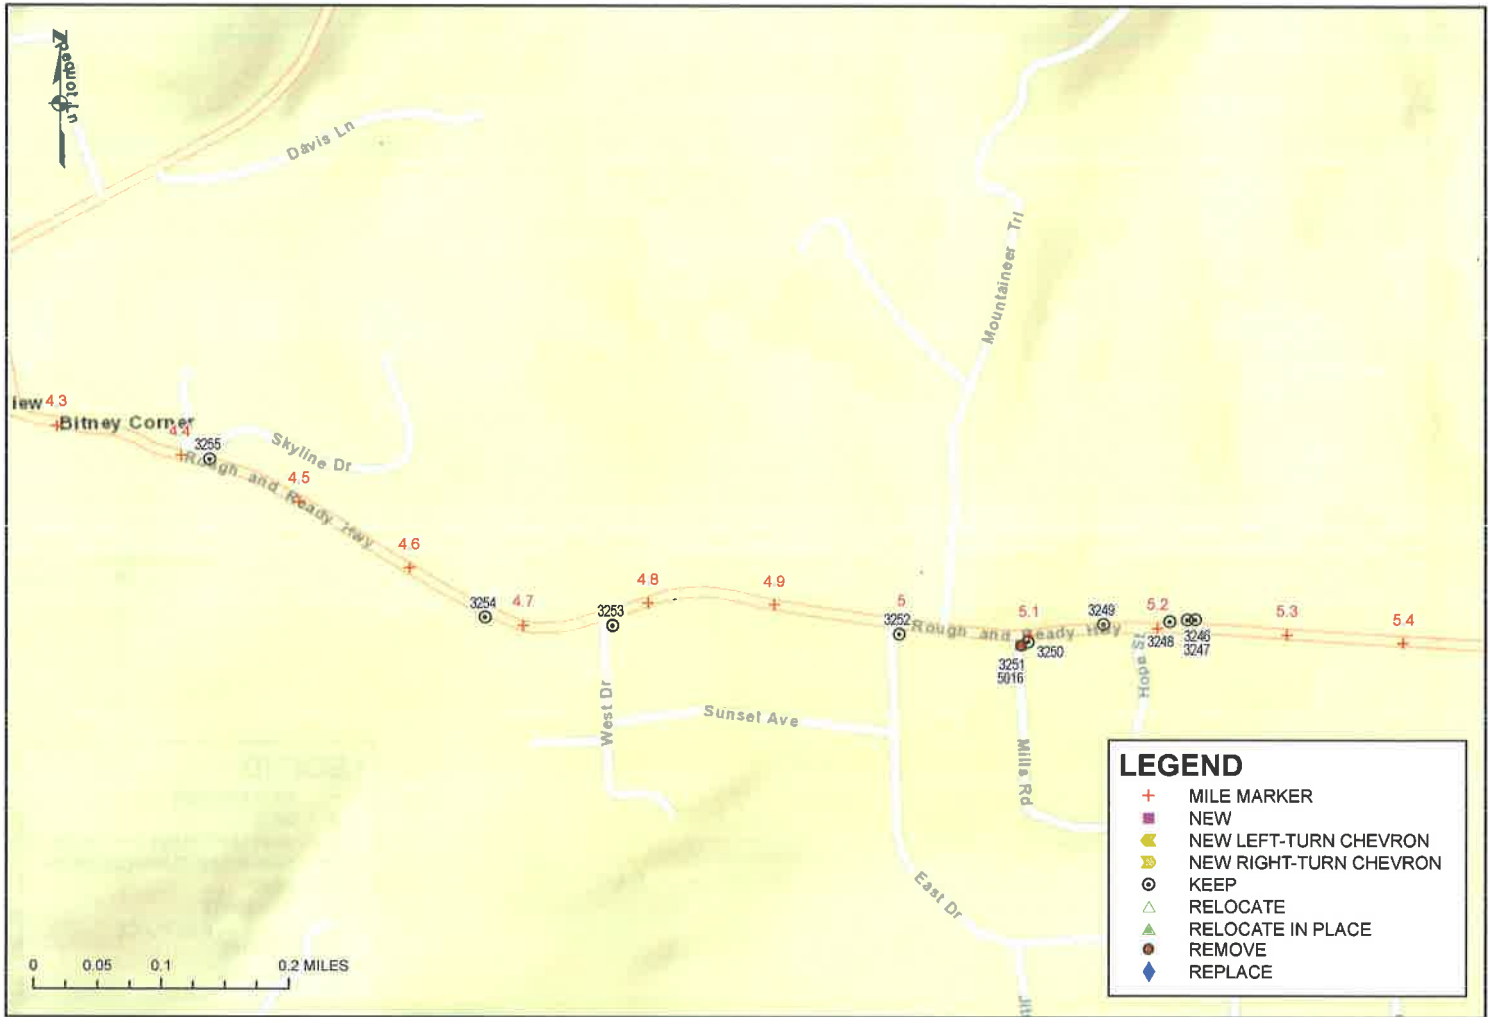 N
Pequot Ln
Davis Ln
Mountaineer Trl
iew
4.3
Bitney Corner
4.4
3255
Skyline Dr
Rough and Ready Hwy
4.5
4.6
3254
4.7
3253
4.8
4.9
5
3252
Rough and Ready Hwy
5.1
3251
5016
3250
3249
5.2
3248
3246
3247
5.3
5.4
Hope St
West Dr
Sunset Ave
Mills Rd
East Dr
0 0.05 0.1 0.2 MILES
LEGEND
MILE MARKER
NEW
NEW LEFT-TURN CHEVRON
NEW RIGHT-TURN CHEVRON
KEEP
RELOCATE
RELOCATE IN PLACE
REMOVE
REPLACE